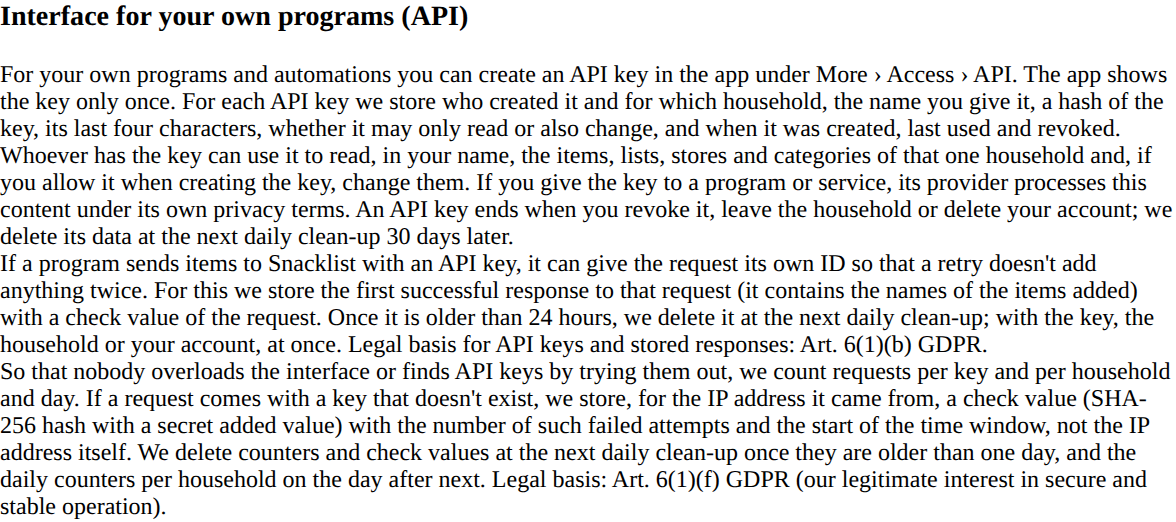 Interface for your own programs (API)
For your own programs and automations you can create an API key in the app under More › Access › API. The app shows
the key only once. For each API key we store who created it and for which household, the name you give it, a hash of the
key, its last four characters, whether it may only read or also change, and when it was created, last used and revoked.
Whoever has the key can use it to read, in your name, the items, lists, stores and categories of that one household and, if
you allow it when creating the key, change them. If you give the key to a program or service, its provider processes this
content under its own privacy terms. An API key ends when you revoke it, leave the household or delete your account; we
delete its data at the next daily clean-up 30 days later.
If a program sends items to Snacklist with an API key, it can give the request its own ID so that a retry doesn't add
anything twice. For this we store the first successful response to that request (it contains the names of the items added)
with a check value of the request. Once it is older than 24 hours, we delete it at the next daily clean-up; with the key, the
household or your account, at once. Legal basis for API keys and stored responses: Art. 6(1)(b) GDPR.
So that nobody overloads the interface or finds API keys by trying them out, we count requests per key and per household
and day. If a request comes with a key that doesn't exist, we store, for the IP address it came from, a check value (SHA-
256 hash with a secret added value) with the number of such failed attempts and the start of the time window, not the IP
address itself. We delete counters and check values at the next daily clean-up once they are older than one day, and the
daily counters per household on the day after next. Legal basis: Art. 6(1)(f) GDPR (our legitimate interest in secure and
stable operation).